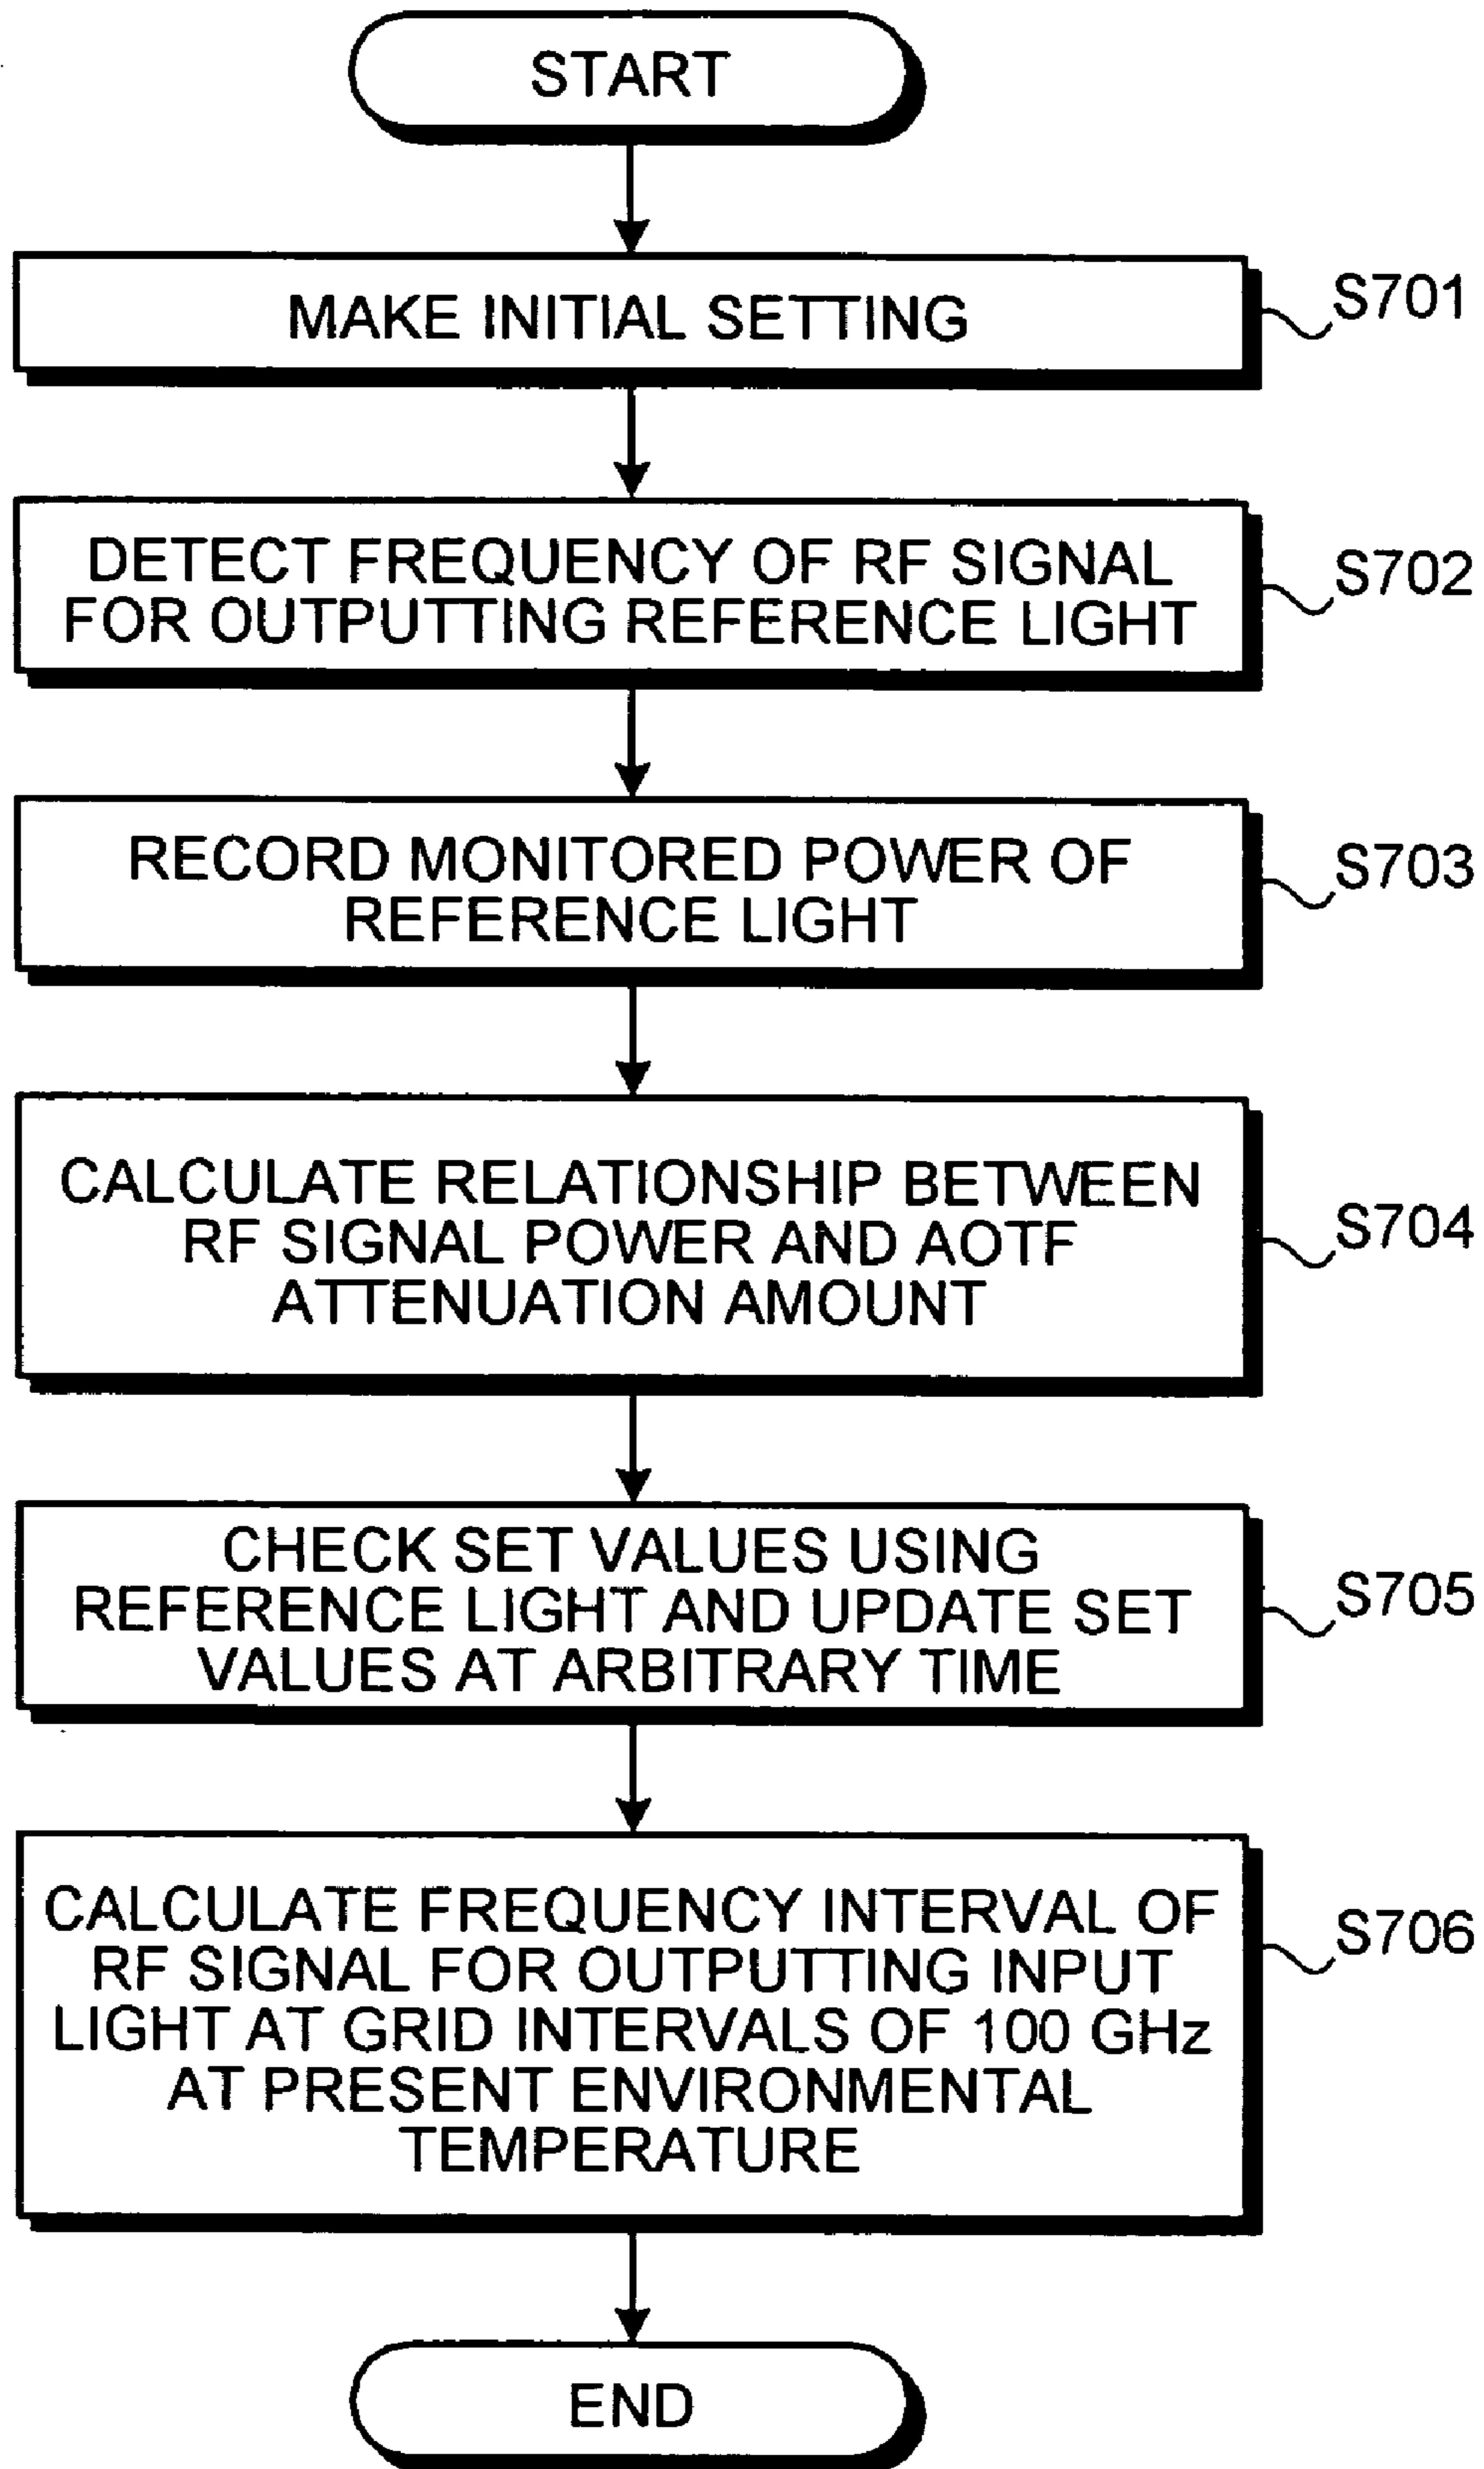 START
MAKE INITIAL SETTING
S701
DETECT FREQUENCY OF RF SIGNAL
FOR OUTPUTTING REFERENCE LIGHT
S702
RECORD MONITORED POWER OF
REFERENCE LIGHT
S703
CALCULATE RELATIONSHIP BETWEEN
RF SIGNAL POWER AND AOTF
ATTENUATION AMOUNT
S704
CHECK SET VALUES USING
REFERENCE LIGHT AND UPDATE SET
VALUES AT ARBITRARY TIME
S705
CALCULATE FREQUENCY INTERVAL OF
RF SIGNAL FOR OUTPUTTING INPUT
LIGHT AT GRID INTERVALS OF 100 GHz
AT PRESENT ENVIRONMENTAL
TEMPERATURE
S706
END